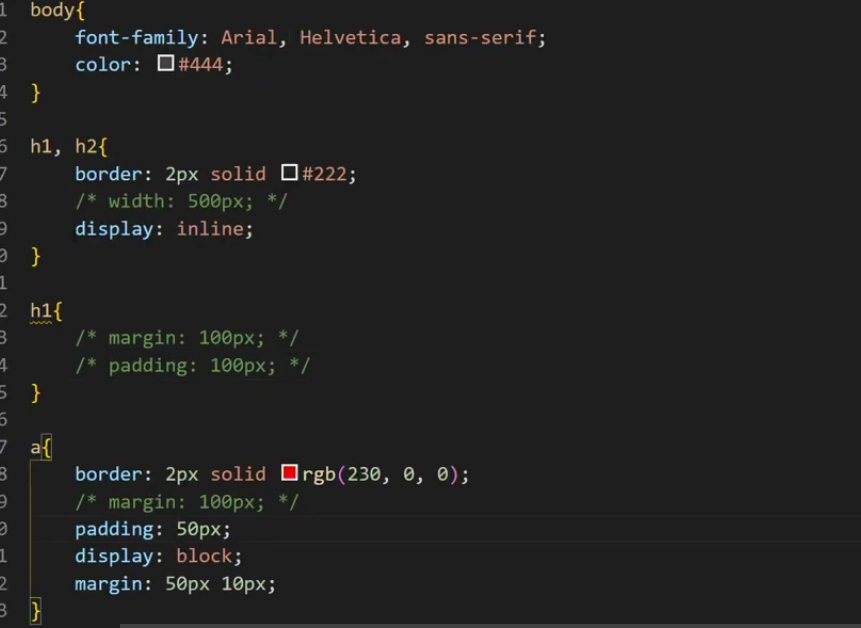 1 body{
2 font-family: Arial, Helvetica, sans-serif;
3 color: #444;
4 }
5
6 h1, h2{
7 border: 2px solid #222;
8 /* width: 500px; */
9 display: inline;
0 }
1
2 h1{
3 /* margin: 100px; */
4 /* padding: 100px; */
5 }
6
7 a{
8 border: 2px solid rgb(230, 0, 0);
9 /* margin: 100px; */
0 padding: 50px;
1 display: block;
2 margin: 50px 10px;
3 }